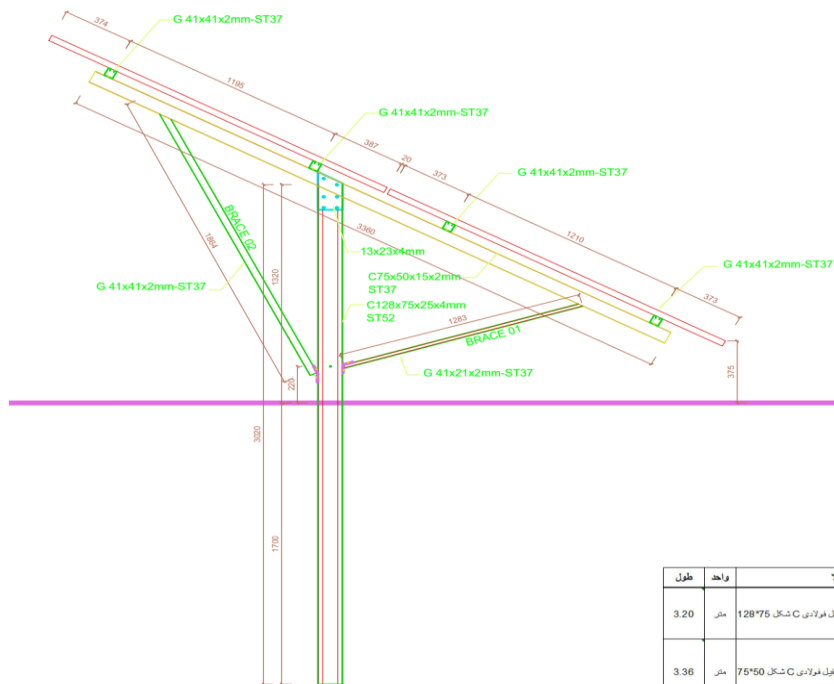 G 41x41x2mm-ST37
374
1195
G 41x41x2mm-ST37
387
20
373
G 41x41x2mm-ST37
1210
3360
BRACE 02
1864
13x23x4mm
C75x50x15x2mm
ST37
G 41x41x2mm-ST37
373
G 41x41x2mm-ST37
1320
C128x75x25x4mm
ST52
1283
BRACE 01
G 41x21x2mm-ST37
220
375
3020
1700
طول
واحد
3.20
متر
فولادی C شکل 75*128
3.36
متر
فولادی C شکل 50*75